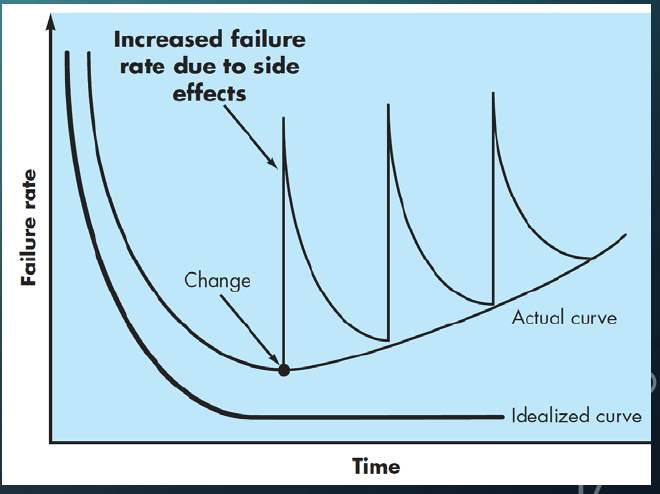 Increased failure
rate due to side
effects
Failure rate
Change
Actual curve
Idealized curve
Time